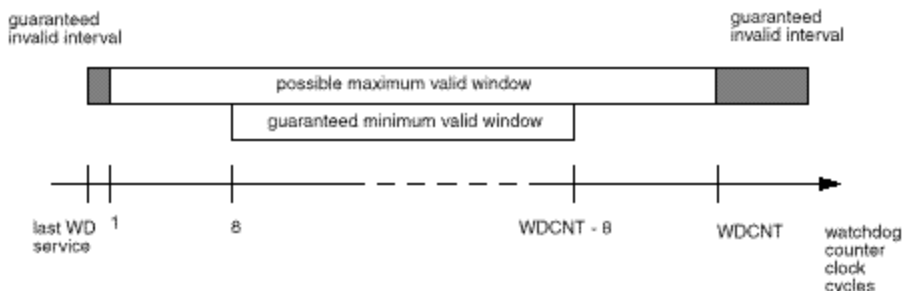 guaranteed
invalid interval
guaranteed
invalid interval
possible maximum valid window
guaranteed minimum valid window
last WD
service
1
8
WDCNT - 8
WDCNT
watchdog
counter
clock
cycles